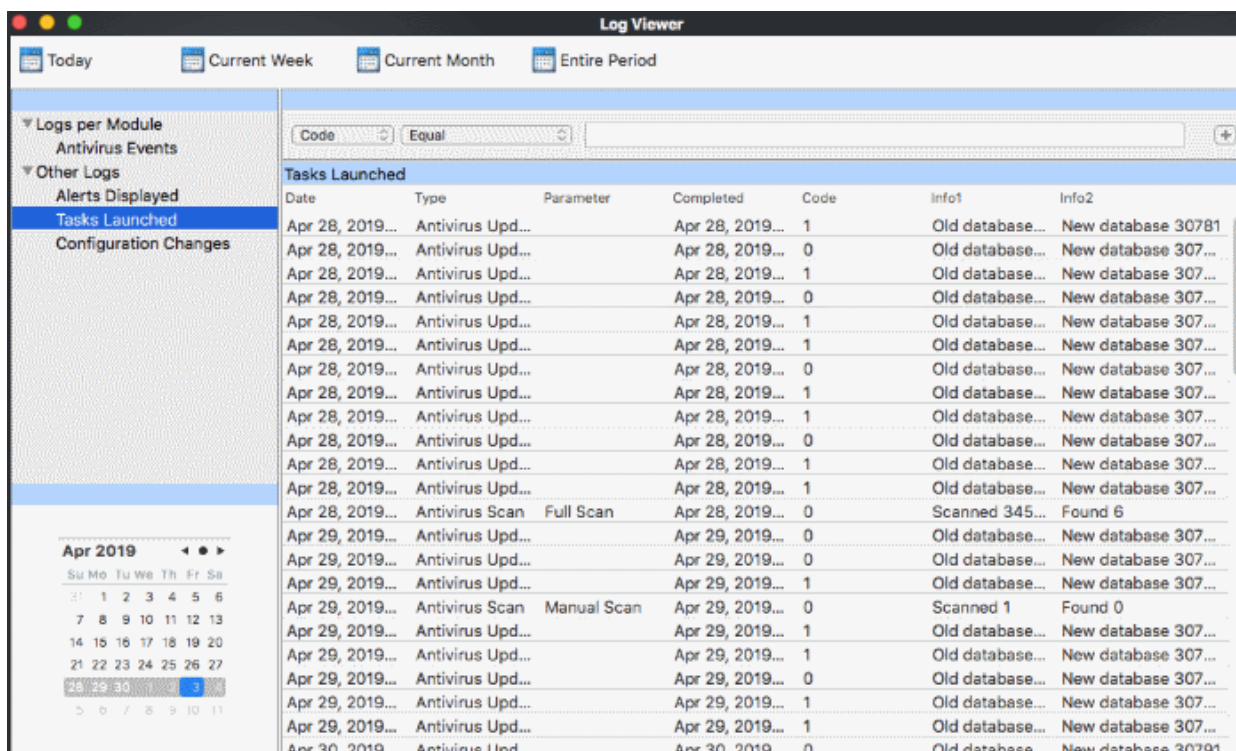 Log Viewer
Today Current Week Current Month Entire Period
Logs per Module
Antivirus Events
Other Logs
Alerts Displayed
Tasks Launched
Configuration Changes
Code Equal +
Tasks Launched
Date Type Parameter Completed Code Info1 Info2
Apr 28, 2019... Antivirus Upd... Apr 28, 2019... 1 Old database... New database 30781
Apr 28, 2019... Antivirus Upd... Apr 28, 2019... 0 Old database... New database 307...
Apr 28, 2019... Antivirus Upd... Apr 28, 2019... 1 Old database... New database 307...
Apr 28, 2019... Antivirus Upd... Apr 28, 2019... 0 Old database... New database 307...
Apr 28, 2019... Antivirus Upd... Apr 28, 2019... 1 Old database... New database 307...
Apr 28, 2019... Antivirus Upd... Apr 28, 2019... 1 Old database... New database 307...
Apr 28, 2019... Antivirus Upd... Apr 28, 2019... 0 Old database... New database 307...
Apr 28, 2019... Antivirus Upd... Apr 28, 2019... 1 Old database... New database 307...
Apr 28, 2019... Antivirus Upd... Apr 28, 2019... 1 Old database... New database 307...
Apr 28, 2019... Antivirus Upd... Apr 28, 2019... 0 Old database... New database 307...
Apr 28, 2019... Antivirus Upd... Apr 28, 2019... 1 Old database... New database 307...
Apr 28, 2019... Antivirus Upd... Apr 28, 2019... 1 Old database... New database 307...
Apr 28, 2019... Antivirus Scan Full Scan Apr 28, 2019... 0 Scanned 345... Found 6
Apr 29, 2019... Antivirus Upd... Apr 29, 2019... 0 Old database... New database 307...
Apr 29, 2019... Antivirus Upd... Apr 29, 2019... 0 Old database... New database 307...
Apr 29, 2019... Antivirus Upd... Apr 29, 2019... 1 Old database... New database 307...
Apr 29, 2019... Antivirus Scan Manual Scan Apr 29, 2019... 0 Scanned 1 Found 0
Apr 29, 2019... Antivirus Upd... Apr 29, 2019... 1 Old database... New database 307...
Apr 29, 2019... Antivirus Upd... Apr 29, 2019... 1 Old database... New database 307...
Apr 29, 2019... Antivirus Upd... Apr 29, 2019... 0 Old database... New database 307...
Apr 29, 2019... Antivirus Upd... Apr 29, 2019... 1 Old database... New database 307...
Apr 29, 2019... Antivirus Upd... Apr 29, 2019... 1 Old database... New database 307...
Apr 30, 2019... Antivirus Upd... Apr 30, 2019... 0 Old database... New database 30791
Apr 2019
Su Mo Tu We Th Fr Sa
31 1 2 3 4 5 6
7 8 9 10 11 12 13
14 15 16 17 18 19 20
21 22 23 24 25 26 27
28 29 30 1 2 3 4
5 6 7 8 9 10 11